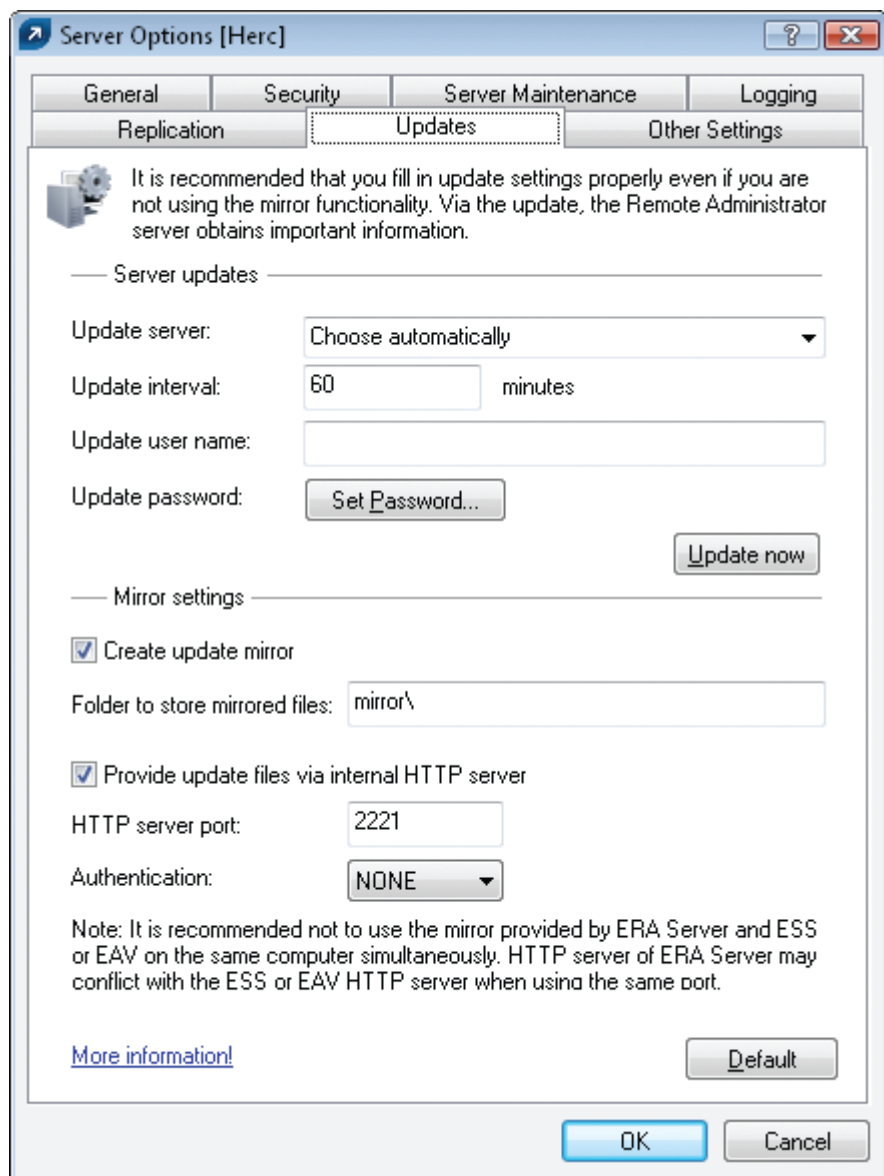 Server Options [Herc]
?
General Security Server Maintenance Logging
Replication Updates Other Settings
It is recommended that you fill in update settings properly even if you are
not using the mirror functionality. Via the update, the Remote Administrator
server obtains important information.
Server updates
Update server: Choose automatically
Update interval: 60 minutes
Update user name:
Update password: Set Password...
Update now
Mirror settings
Create update mirror
Folder to store mirrored files: mirror\
Provide update files via internal HTTP server
HTTP server port: 2221
Authentication: NONE
Note: It is recommended not to use the mirror provided by ERA Server and ESS
or EAV on the same computer simultaneously. HTTP server of ERA Server may
conflict with the ESS or EAV HTTP server when using the same port.
More information!
Default
OK Cancel